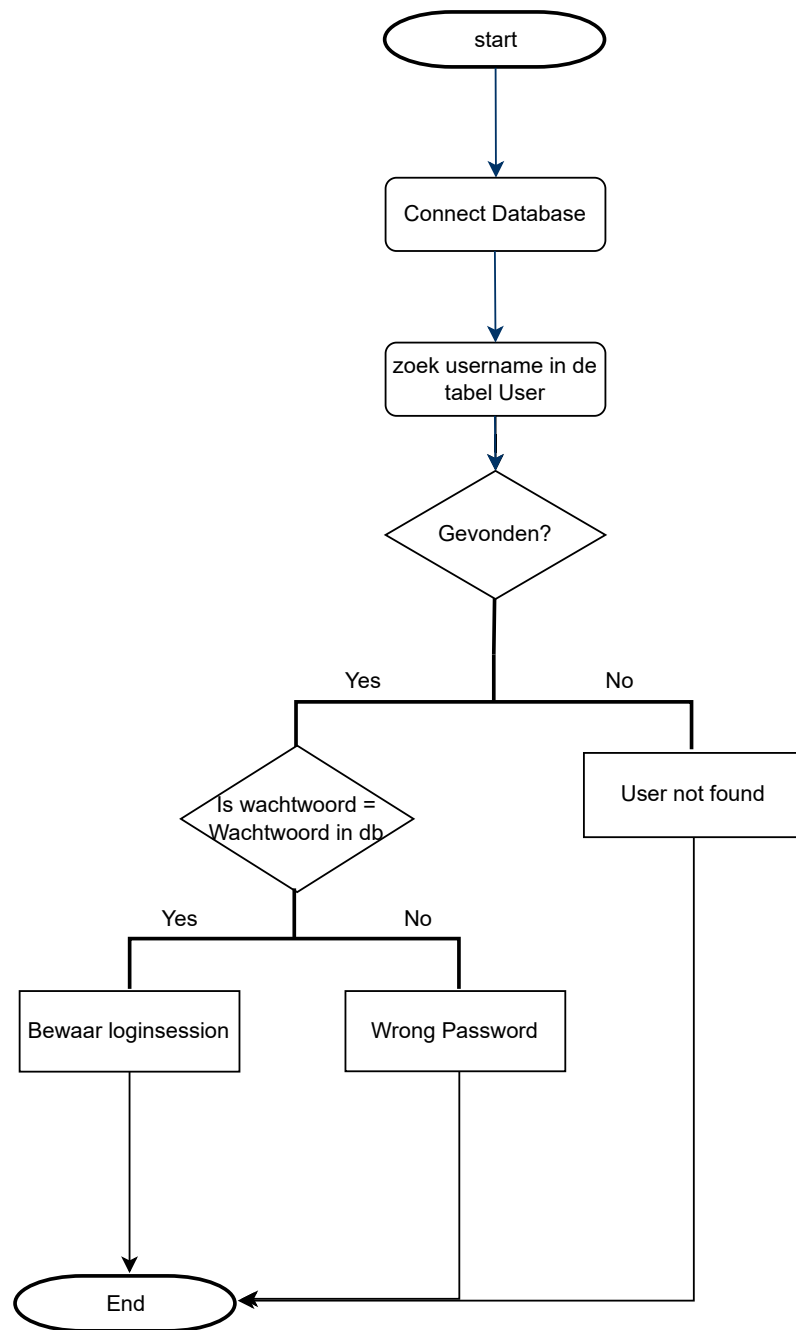 start
Connect Database
zoek username in de
tabel User
Gevonden?
Yes
No
Is wachtwoord =
Wachtwoord in db
User not found
Yes
No
Bewaar loginsession
Wrong Password
End